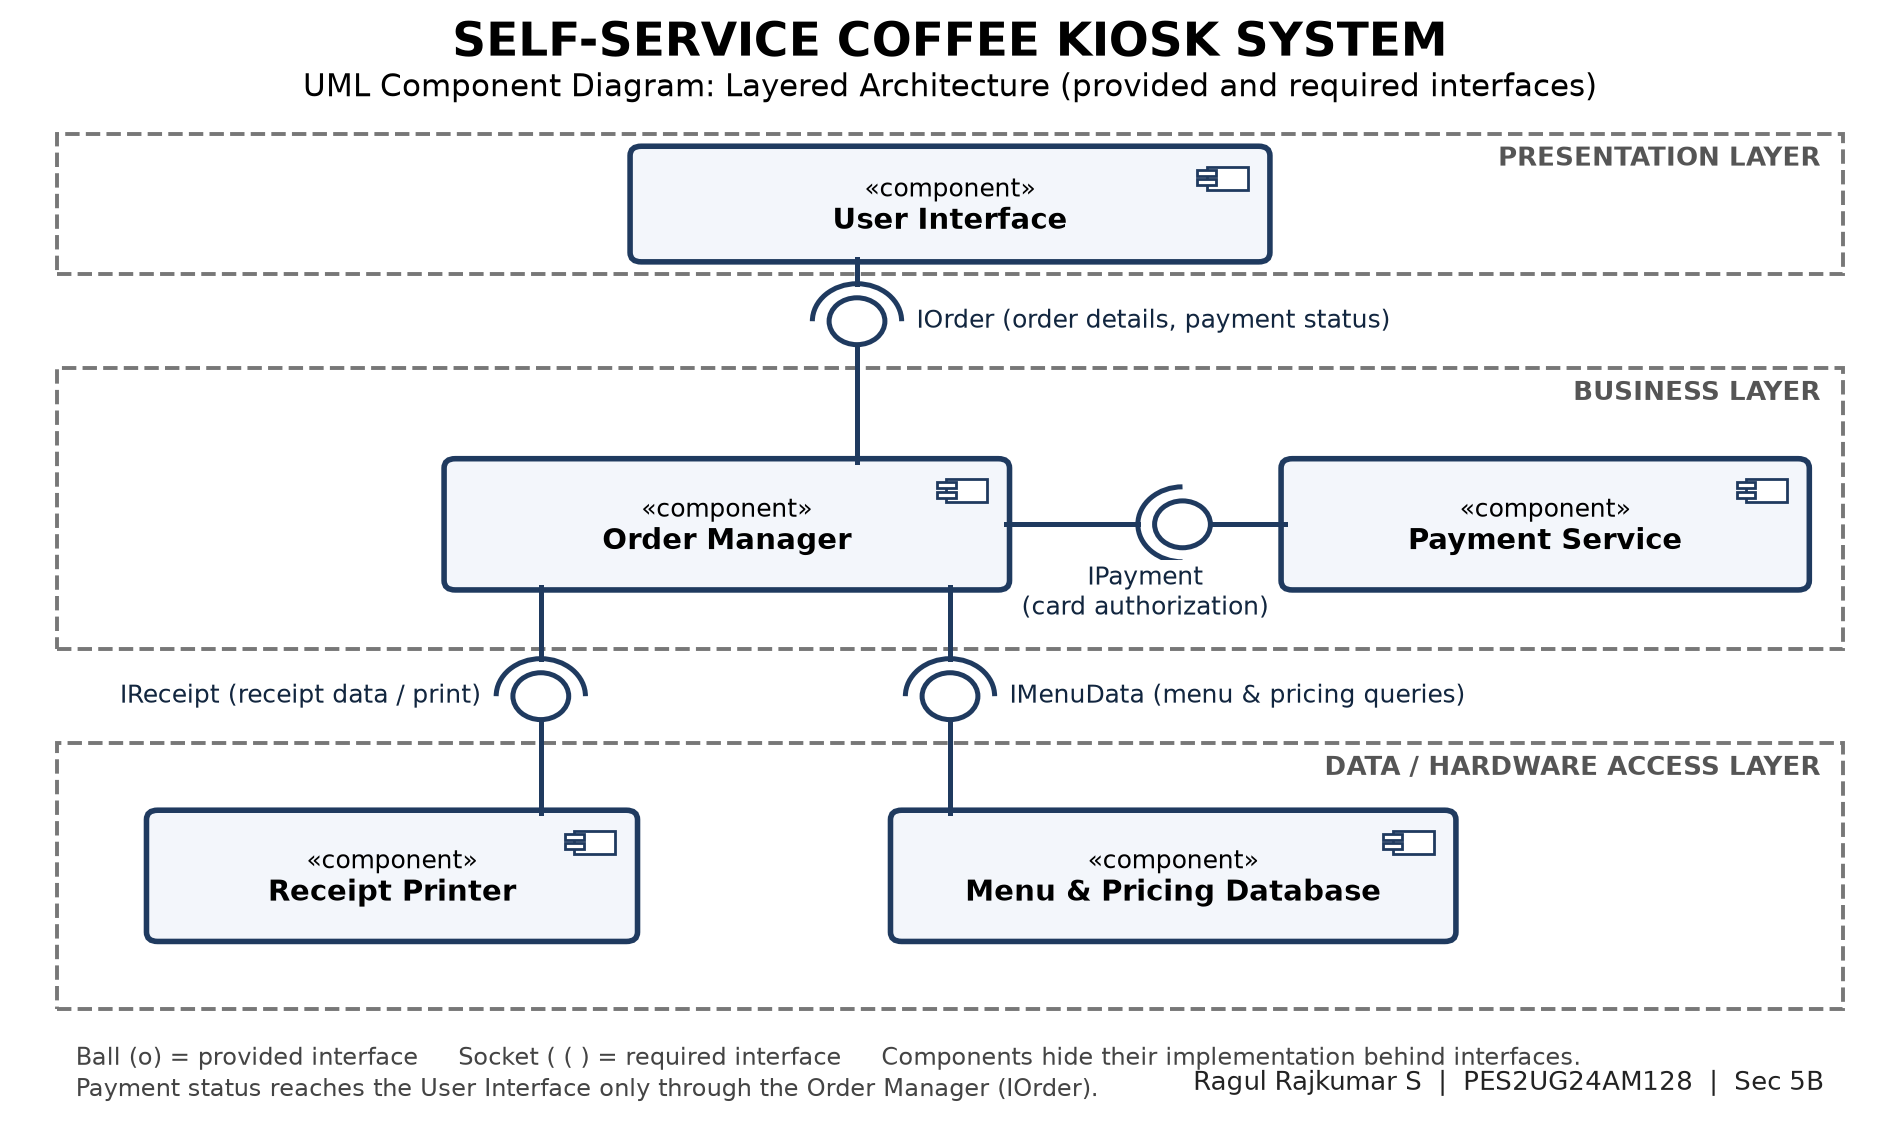 SELF-SERVICE COFFEE KIOSK SYSTEM
UML Component Diagram: Layered Architecture (provided and required interfaces)
PRESENTATION LAYER
«component»
User Interface
IOrder (order details, payment status)
BUSINESS LAYER
«component»
Order Manager
«component»
Payment Service
IPayment
(card authorization)
IReceipt (receipt data / print)
IMenuData (menu & pricing queries)
DATA / HARDWARE ACCESS LAYER
«component»
Receipt Printer
«component»
Menu & Pricing Database
Ball (o) = provided interface Socket ( ( ) = required interface Components hide their implementation behind interfaces.
Payment status reaches the User Interface only through the Order Manager (IOrder).
Ragul Rajkumar S | PES2UG24AM128 | Sec 5B